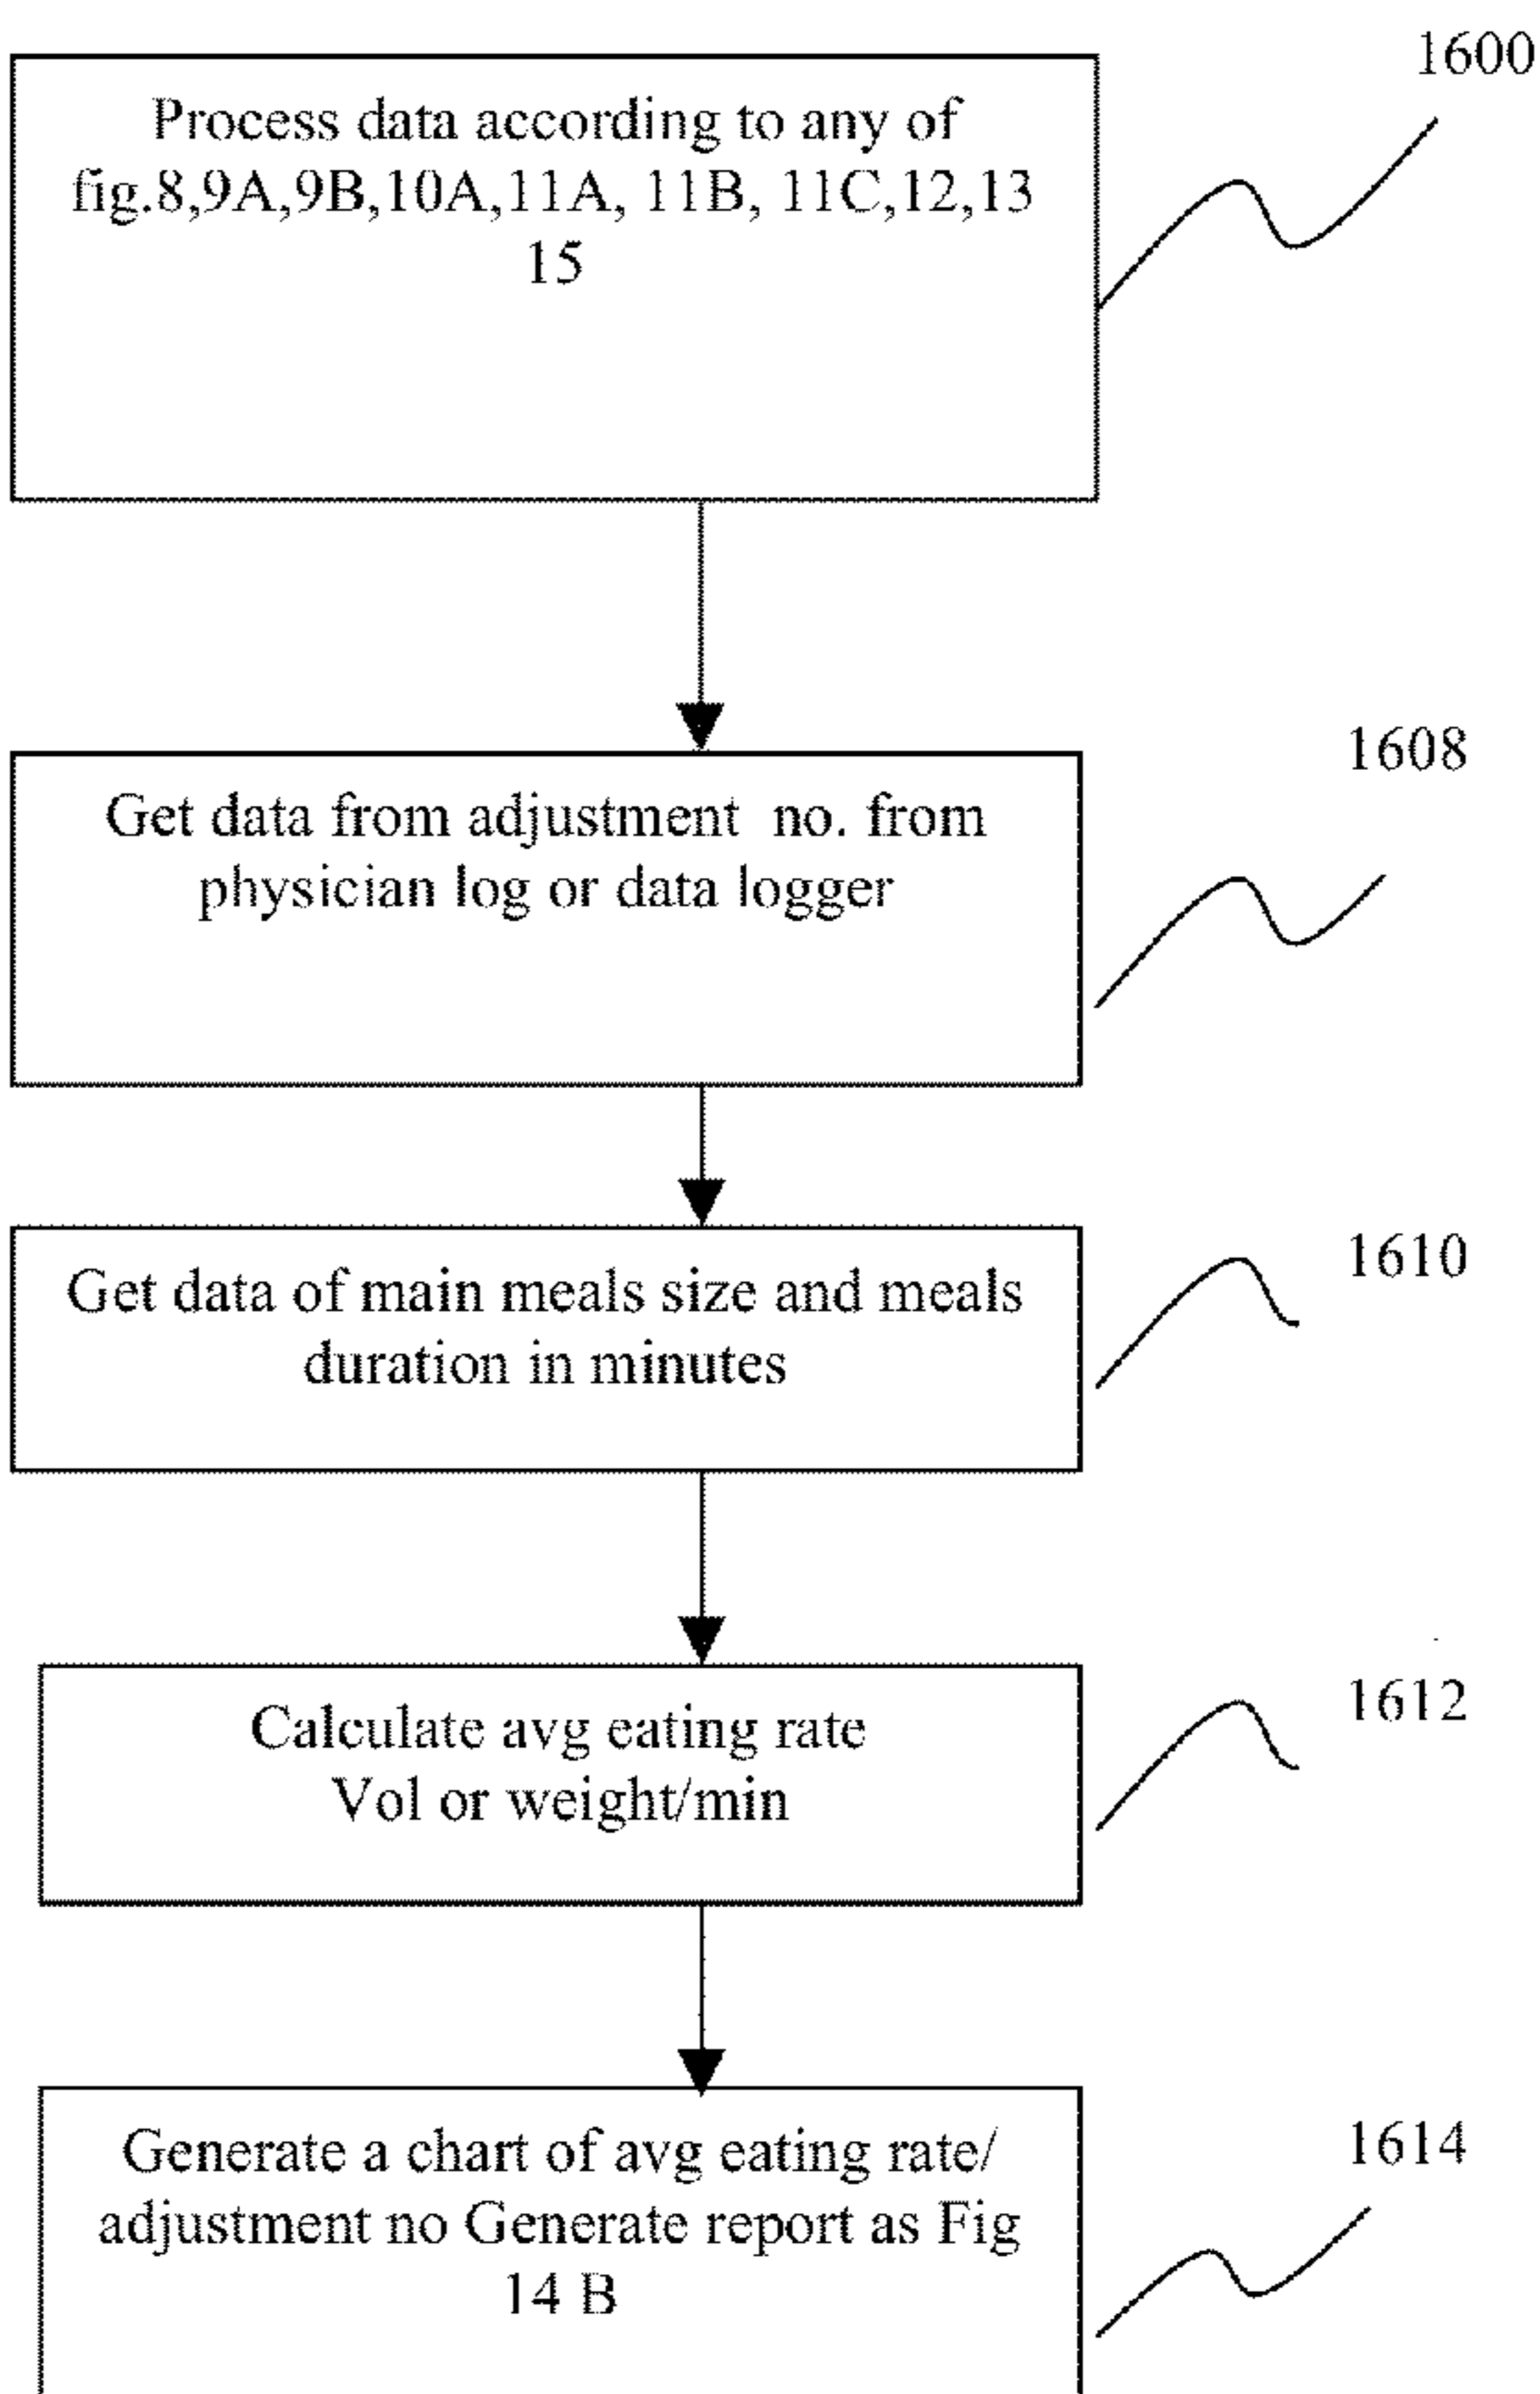 1600
Process data according to any of
fig.8,9A,9B,10A,11A, 11B, 11C,12,13
15
1608
Get data from adjustment no. from
physician log or data logger
1610
Get data of main meals size and meals
duration in minutes
1612
Calculate avg eating rate
Vol or weight/min
1614
Generate a chart of avg eating rate/
adjustment no Generate report as Fig
14 B